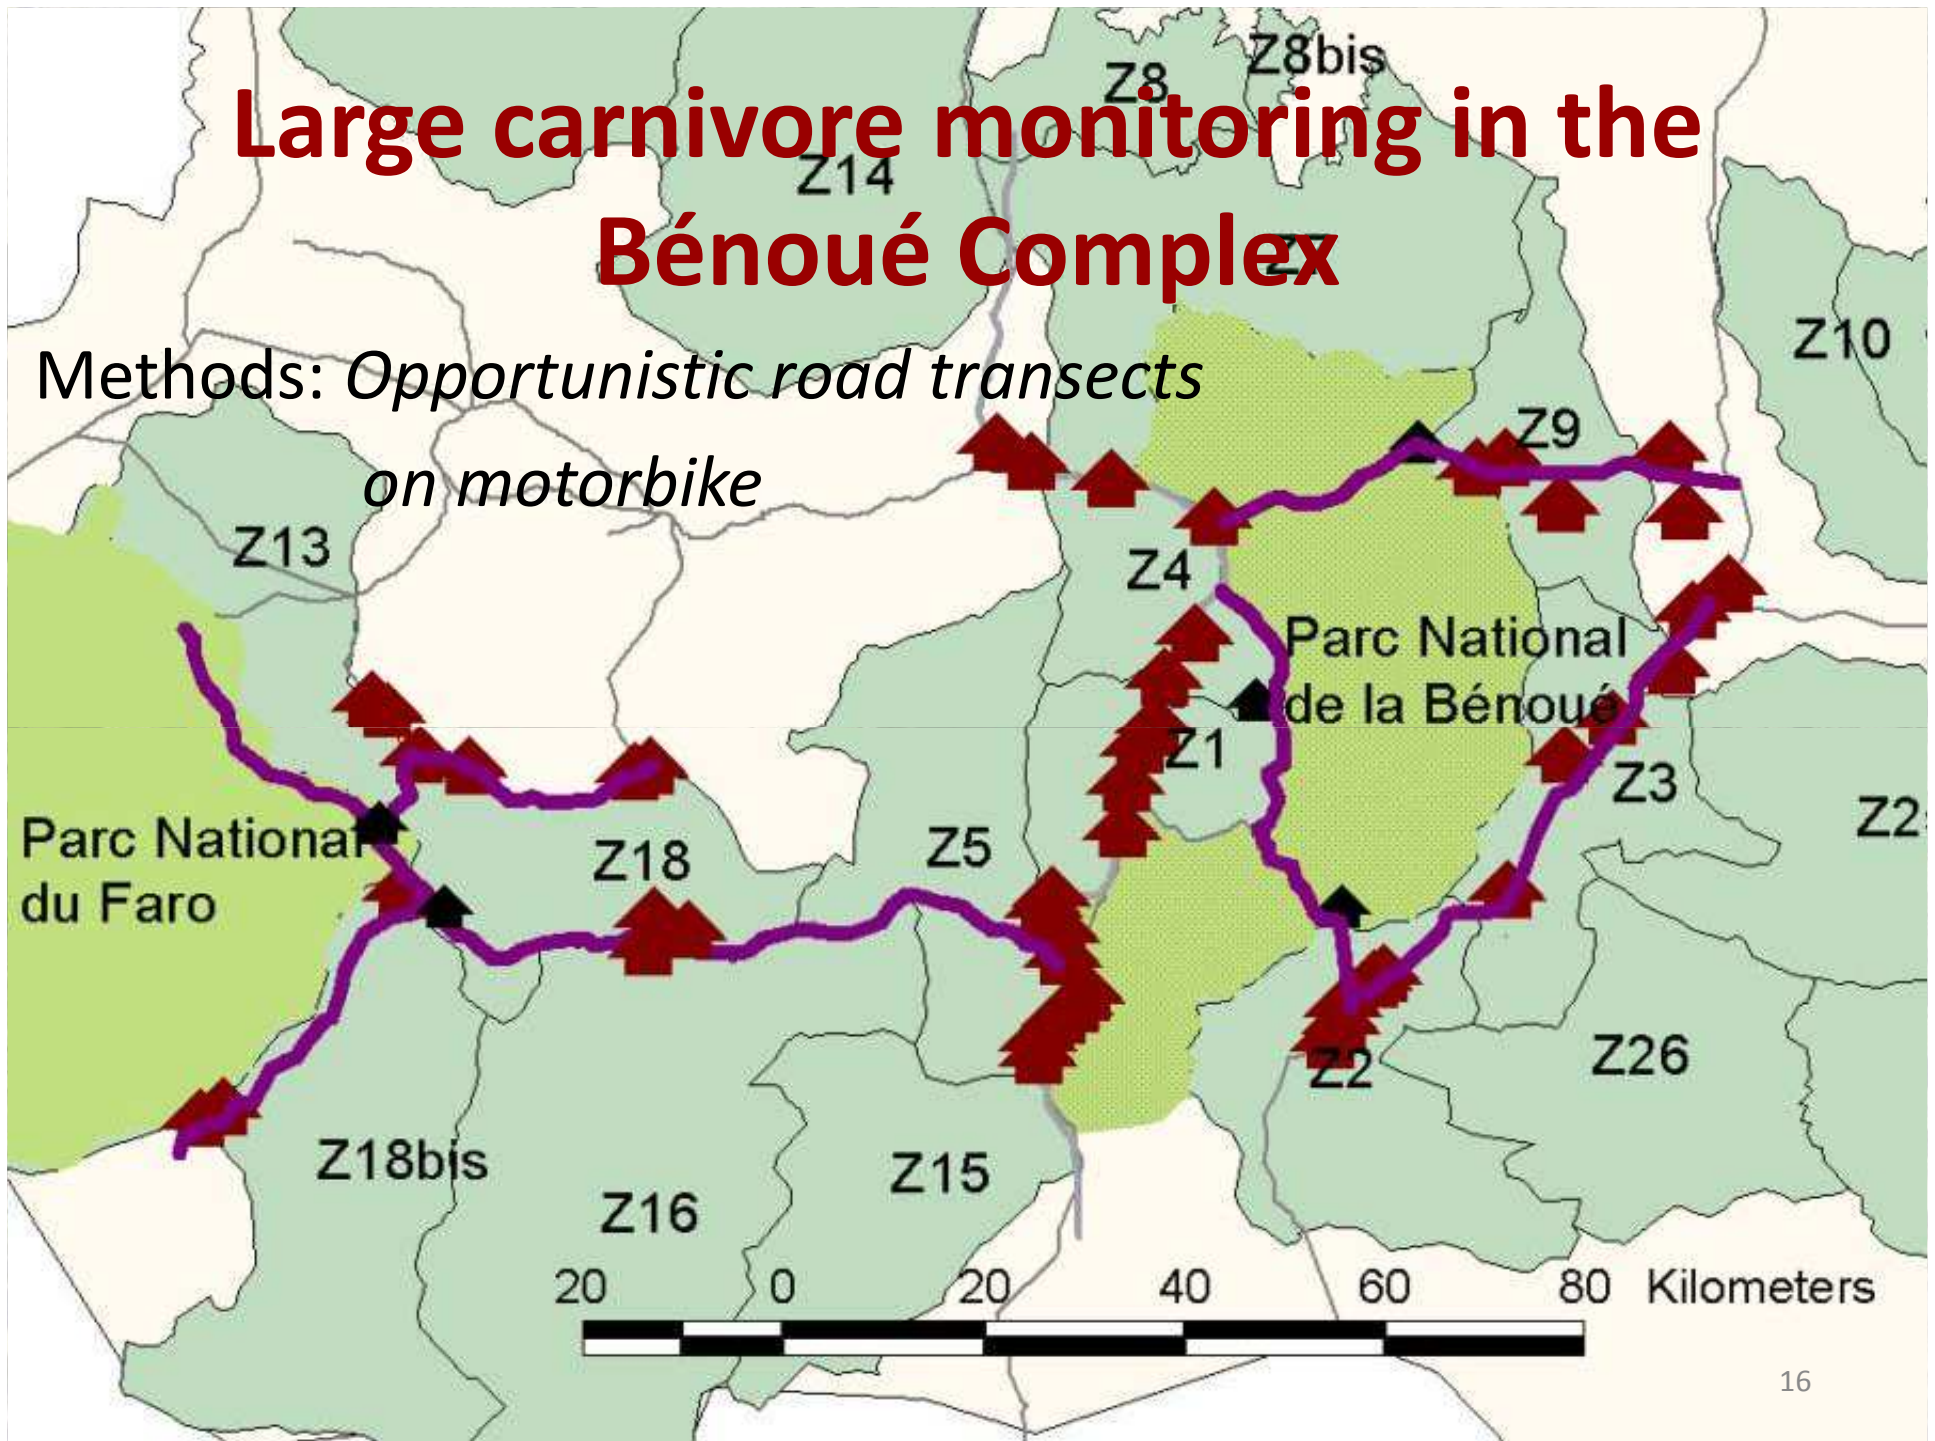 Large carnivore monitoring in the
Bénoué Complex
Methods: Opportunistic road transects
on motorbike
Z8bis
Z8
Z14
Z7
Z10
Z9
Z13
Z4
Parc National
de la Bénoué
Z1
Z3
Z2
Parc National
du Faro
Z18
Z5
Z26
Z2
Z18bis
Z15
Z16
20 0 20 40 60 80 Kilometers
16